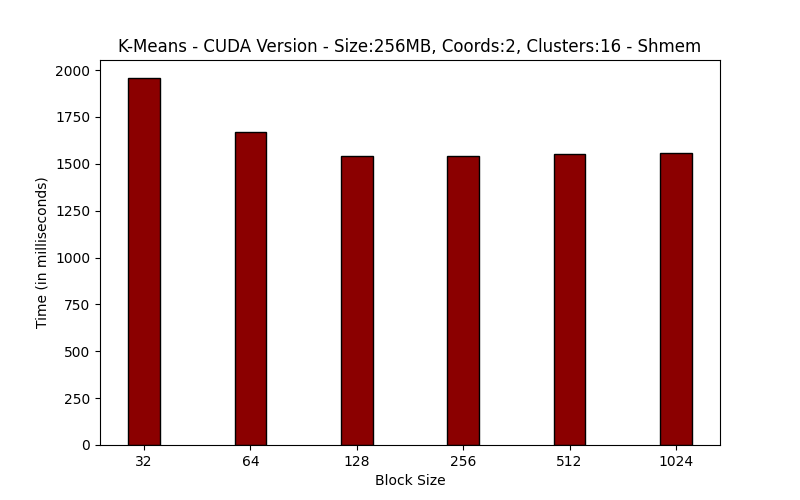 K-Means - CUDA Version - Size:256MB, Coords:2, Clusters:16 - Shmem
2000
1750
1500
1250
1000
750
500
250
0
Time (in milliseconds)
32 64 128 256 512 1024
Block Size